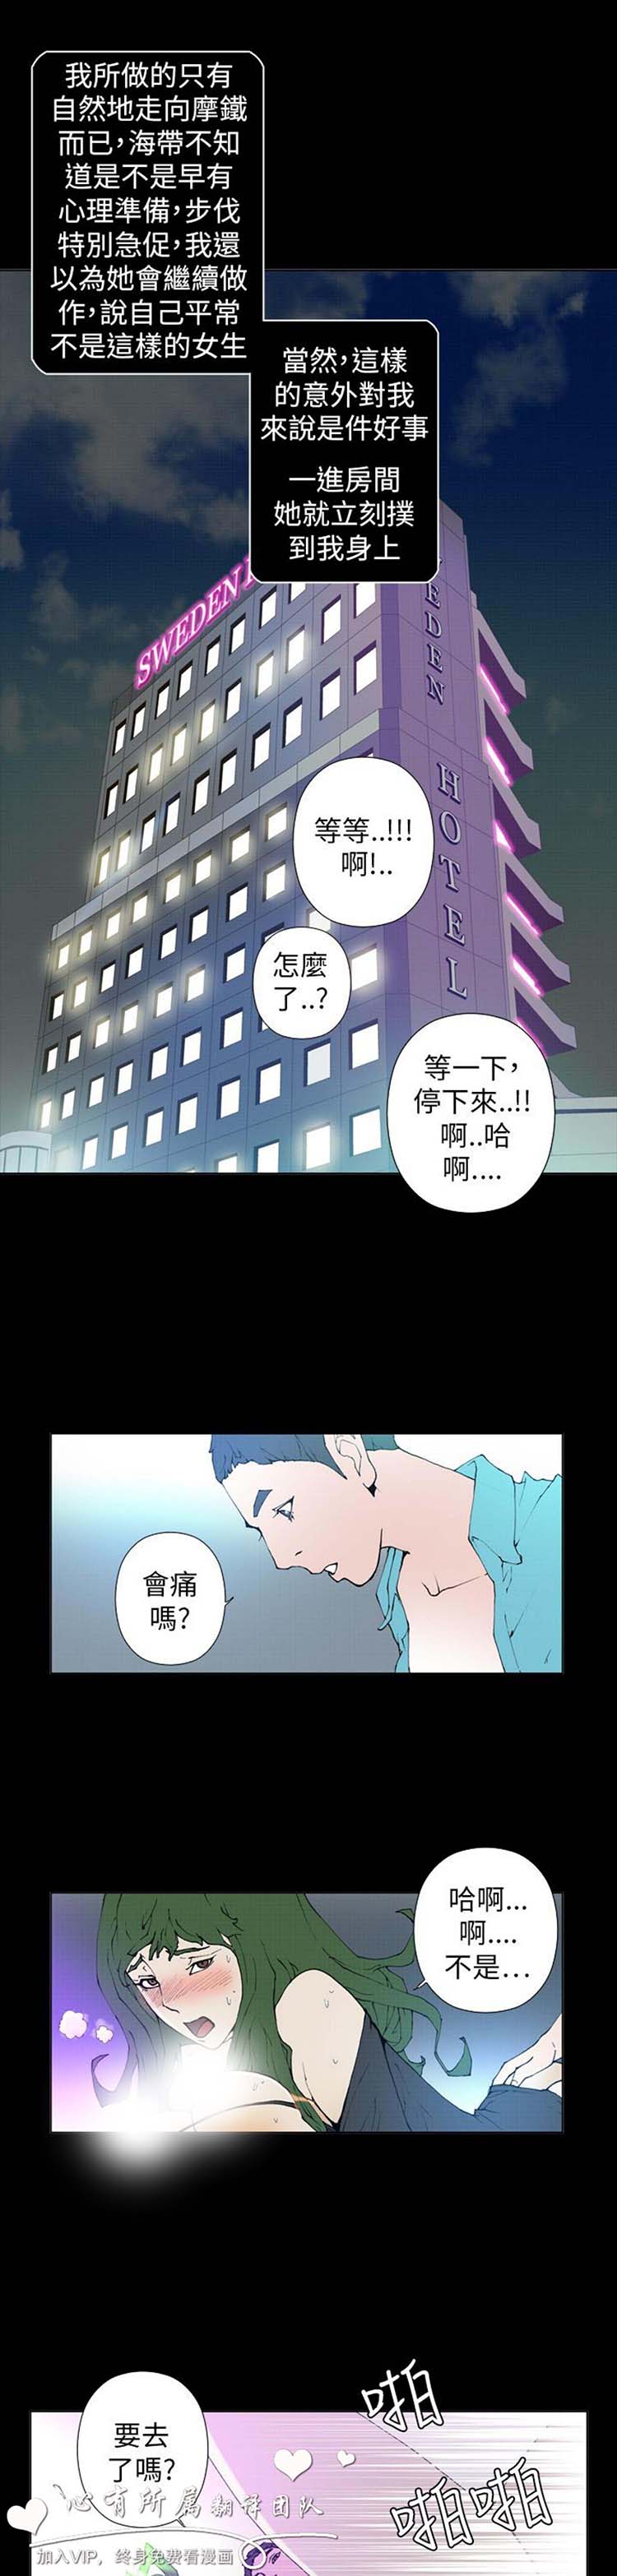 我所做的只有
自然地走向摩鐵
而已,海帶不知
道是不是早有
心理準備,步伐
特別急促,我還
以為她會繼續做
作,說自己平常
不是這樣的女生
當然,這樣
的意外對我
來說是件好事
一進房間
她就立刻撲
到我身上
SWEDEN
EDEN
HOTEL
等等..!!!
啊!..
怎麼
了..?
等一下,
停下來..!!
啊..哈
啊....
會痛
嗎?
哈啊...
啊....
不是...
啪
要去
了嗎?
啪啪
心有所属翻译团队
加入VIP，终身免费看漫画